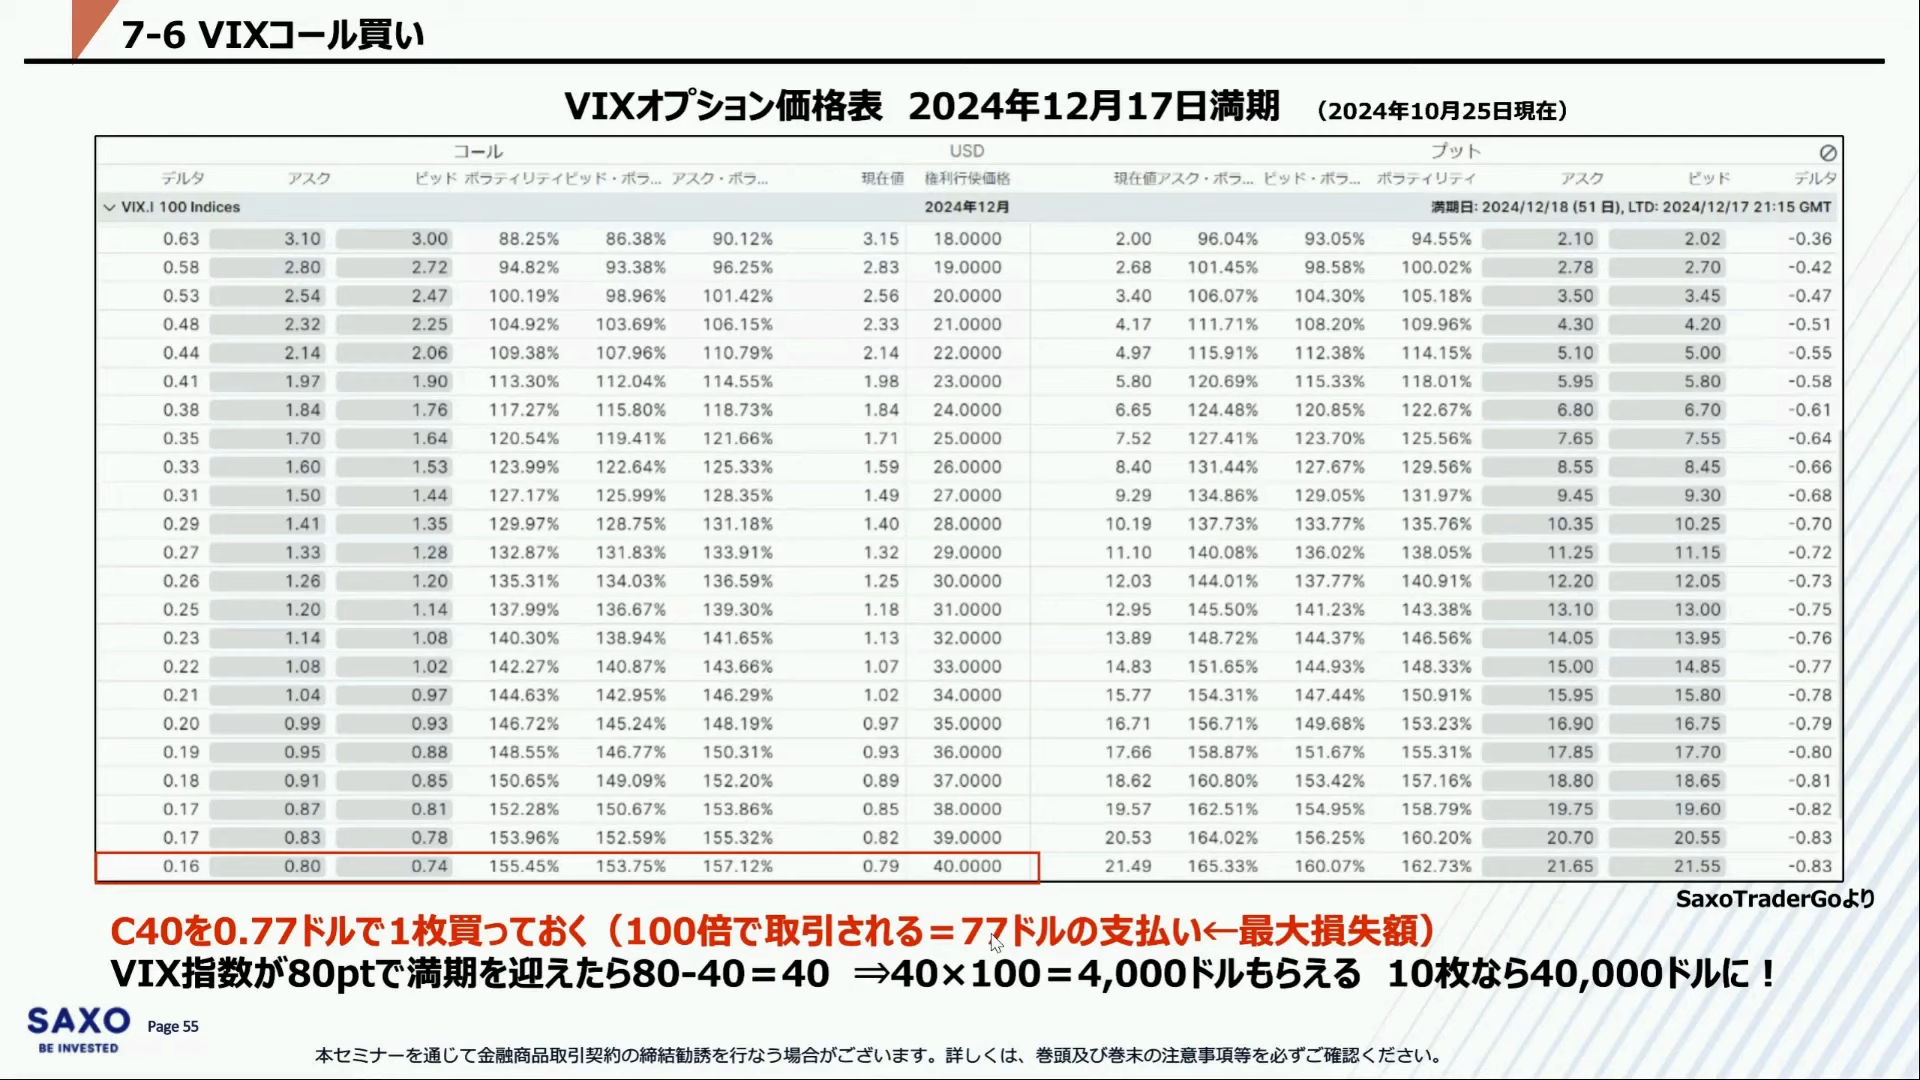 7-6 VIXコール買い
VIXオプション価格表 2024年12月17日満期 （2024年10月25日現在）
コール USD プット
デルタ アスク ビッド ボラティリティ ビッド・ボラ... アスク・ボラ... 現在値 権利行使価格 現在値 アスク・ボラ... ビッド・ボラ... ボラティリティ アスク ビッド デルタ
VIX.I 100 Indices 2024年12月 満期日: 2024/12/18 (51 日), LTD: 2024/12/17 21:15 GMT
0.63 3.10 3.00 88.25% 86.38% 90.12% 3.15 18.0000 2.00 96.04% 93.05% 94.55% 2.10 2.02 -0.36
0.58 2.80 2.72 94.82% 93.38% 96.25% 2.83 19.0000 2.68 101.45% 98.58% 100.02% 2.78 2.70 -0.42
0.53 2.54 2.47 100.19% 98.96% 101.42% 2.56 20.0000 3.40 106.07% 104.30% 105.18% 3.50 3.45 -0.47
0.48 2.32 2.25 104.92% 103.69% 106.15% 2.33 21.0000 4.17 111.71% 108.20% 109.96% 4.30 4.20 -0.51
0.44 2.14 2.06 109.38% 107.96% 110.79% 2.14 22.0000 4.97 115.91% 112.38% 114.15% 5.10 5.00 -0.55
0.41 1.97 1.90 113.30% 112.04% 114.55% 1.98 23.0000 5.80 120.69% 115.33% 118.01% 5.95 5.80 -0.58
0.38 1.84 1.76 117.27% 115.80% 118.73% 1.84 24.0000 6.65 124.48% 120.85% 122.67% 6.80 6.70 -0.61
0.35 1.70 1.64 120.54% 119.41% 121.66% 1.71 25.0000 7.52 127.41% 123.70% 125.56% 7.65 7.55 -0.64
0.33 1.60 1.53 123.99% 122.64% 125.33% 1.59 26.0000 8.40 131.44% 127.67% 129.56% 8.55 8.45 -0.66
0.31 1.50 1.44 127.17% 125.99% 128.35% 1.49 27.0000 9.29 134.86% 129.05% 131.97% 9.45 9.30 -0.68
0.29 1.41 1.35 129.97% 128.75% 131.18% 1.40 28.0000 10.19 137.73% 133.77% 135.76% 10.35 10.25 -0.70
0.27 1.33 1.28 132.87% 131.83% 133.91% 1.32 29.0000 11.10 140.08% 136.02% 138.05% 11.25 11.15 -0.72
0.26 1.26 1.20 135.31% 134.03% 136.59% 1.25 30.0000 12.03 144.01% 137.77% 140.91% 12.20 12.05 -0.73
0.25 1.20 1.14 137.99% 136.67% 139.30% 1.18 31.0000 12.95 145.50% 141.23% 143.38% 13.10 13.00 -0.75
0.23 1.14 1.08 140.30% 138.94% 141.65% 1.13 32.0000 13.89 148.72% 144.37% 146.56% 14.05 13.95 -0.76
0.22 1.08 1.02 142.27% 140.87% 143.66% 1.07 33.0000 14.83 151.65% 144.93% 148.33% 15.00 14.85 -0.77
0.21 1.04 0.97 144.63% 142.95% 146.29% 1.02 34.0000 15.77 154.31% 147.44% 150.91% 15.95 15.80 -0.78
0.20 0.99 0.93 146.72% 145.24% 148.19% 0.97 35.0000 16.71 156.71% 149.68% 153.23% 16.90 16.75 -0.79
0.19 0.95 0.88 148.55% 146.77% 150.31% 0.93 36.0000 17.66 158.87% 151.67% 155.31% 17.85 17.70 -0.80
0.18 0.91 0.85 150.65% 149.09% 152.20% 0.89 37.0000 18.62 160.80% 153.42% 157.16% 18.80 18.65 -0.81
0.17 0.87 0.81 152.28% 150.67% 153.86% 0.85 38.0000 19.57 162.51% 154.95% 158.79% 19.75 19.60 -0.82
0.17 0.83 0.78 153.96% 152.59% 155.32% 0.82 39.0000 20.53 164.02% 156.25% 160.20% 20.70 20.55 -0.83
0.16 0.80 0.74 155.45% 153.75% 157.12% 0.79 40.0000 21.49 165.33% 160.07% 162.73% 21.65 21.55 -0.83
SaxoTraderGoより
C40を0.77ドルで1枚買っておく（100倍で取引される＝77ドルの支払い←最大損失額）
VIX指数が80ptで満期を迎えたら80-40＝40 ⇒40×100＝4,000ドルもらえる 10枚なら40,000ドルに！
SAXO
BE INVESTED
Page 55
本セミナーを通じて金融商品取引契約の締結勧誘を行なう場合がございます。詳しくは、巻頭及び巻末の注意事項等を必ずご確認ください。